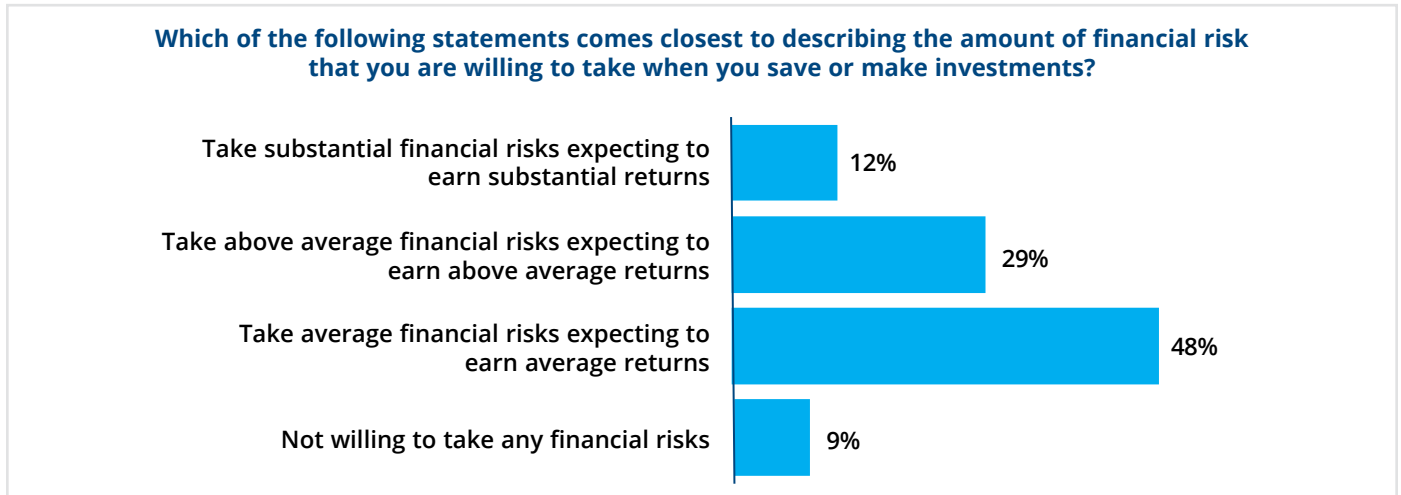 Which of the following statements comes closest to describing the amount of financial risk
that you are willing to take when you save or make investments?
Take substantial financial risks expecting to
earn substantial returns
12%
Take above average financial risks expecting to
earn above average returns
29%
Take average financial risks expecting to
earn average returns
48%
Not willing to take any financial risks
9%